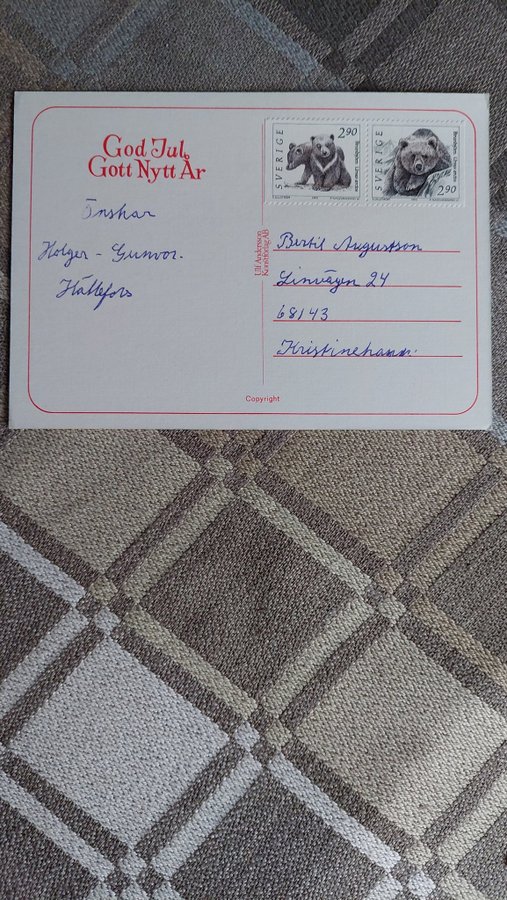 God Jul
Gott Nytt År
Önskar
Holger - Gunvor.
Hällefors
SVERIGE
2.90
SVERIGE
2.90
Ulf Andersson
Konstförlag AB
Bertil Augustsson
Linvägen 24
68143
Kristinehamn.
Copyright